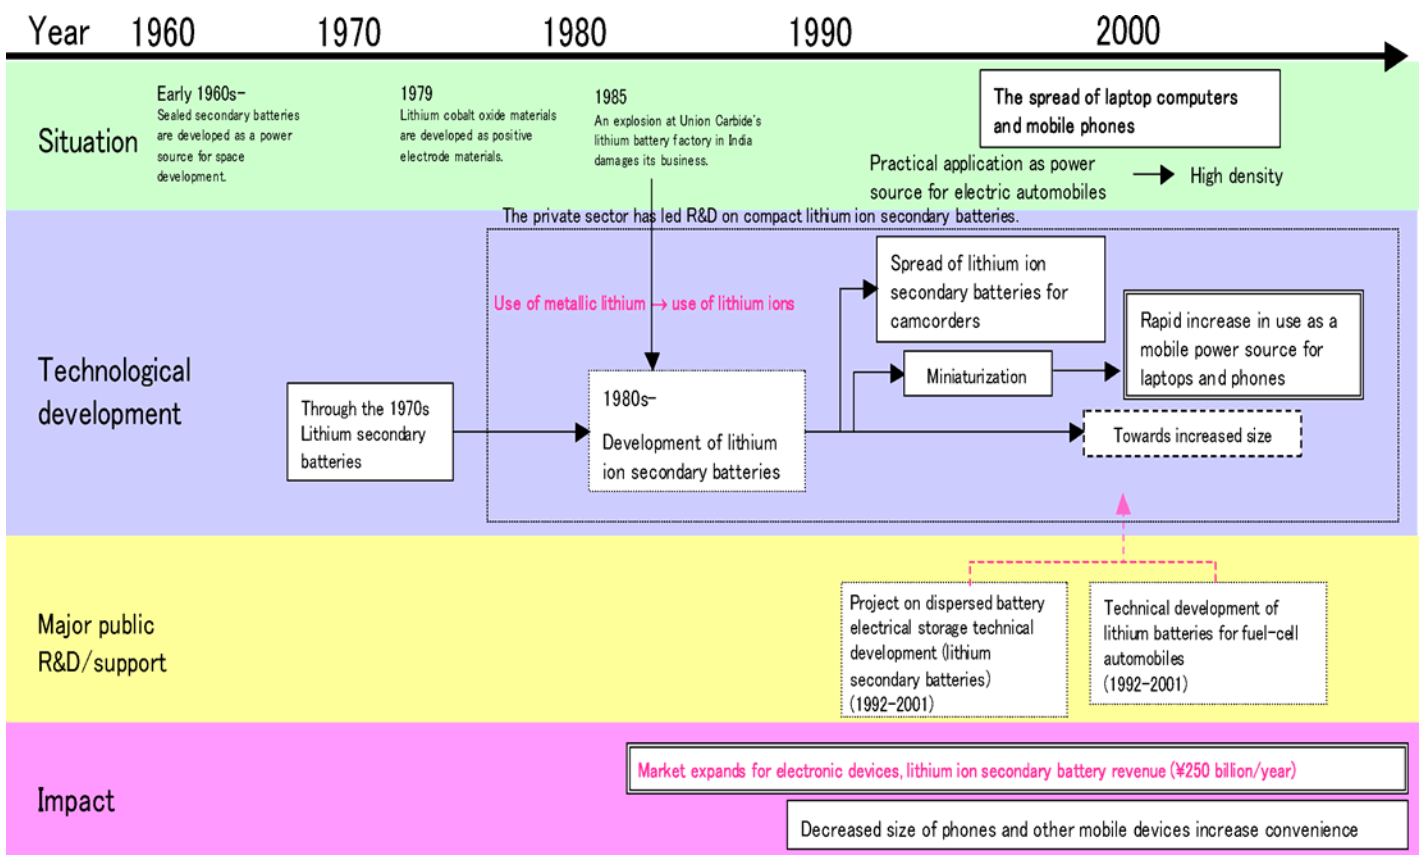 Year 1960 1970 1980 1990 2000
Situation
Early 1960s-
Sealed secondary batteries
are developed as a power
source for space
development.
1979
Lithium cobalt oxide materials
are developed as positive
electrode materials.
1985
An explosion at Union Carbide's
lithium battery factory in India
damages its business.
The spread of laptop computers
and mobile phones
Practical application as power
source for electric automobiles
High density
Technological
development
The private sector has led R&D on compact lithium ion secondary batteries.
Use of metallic lithium → use of lithium ions
Through the 1970s
Lithium secondary
batteries
1980s-
Development of lithium
ion secondary batteries
Spread of lithium ion
secondary batteries for
camcorders
Miniaturization
Rapid increase in use as a
mobile power source for
laptops and phones
Towards increased size
Major public
R&D/support
Project on dispersed battery
electrical storage technical
development (lithium
secondary batteries)
(1992-2001)
Technical development of
lithium batteries for fuel-cell
automobiles
(1992-2001)
Impact
Market expands for electronic devices, lithium ion secondary battery revenue (¥250 billion/year)
Decreased size of phones and other mobile devices increase convenience